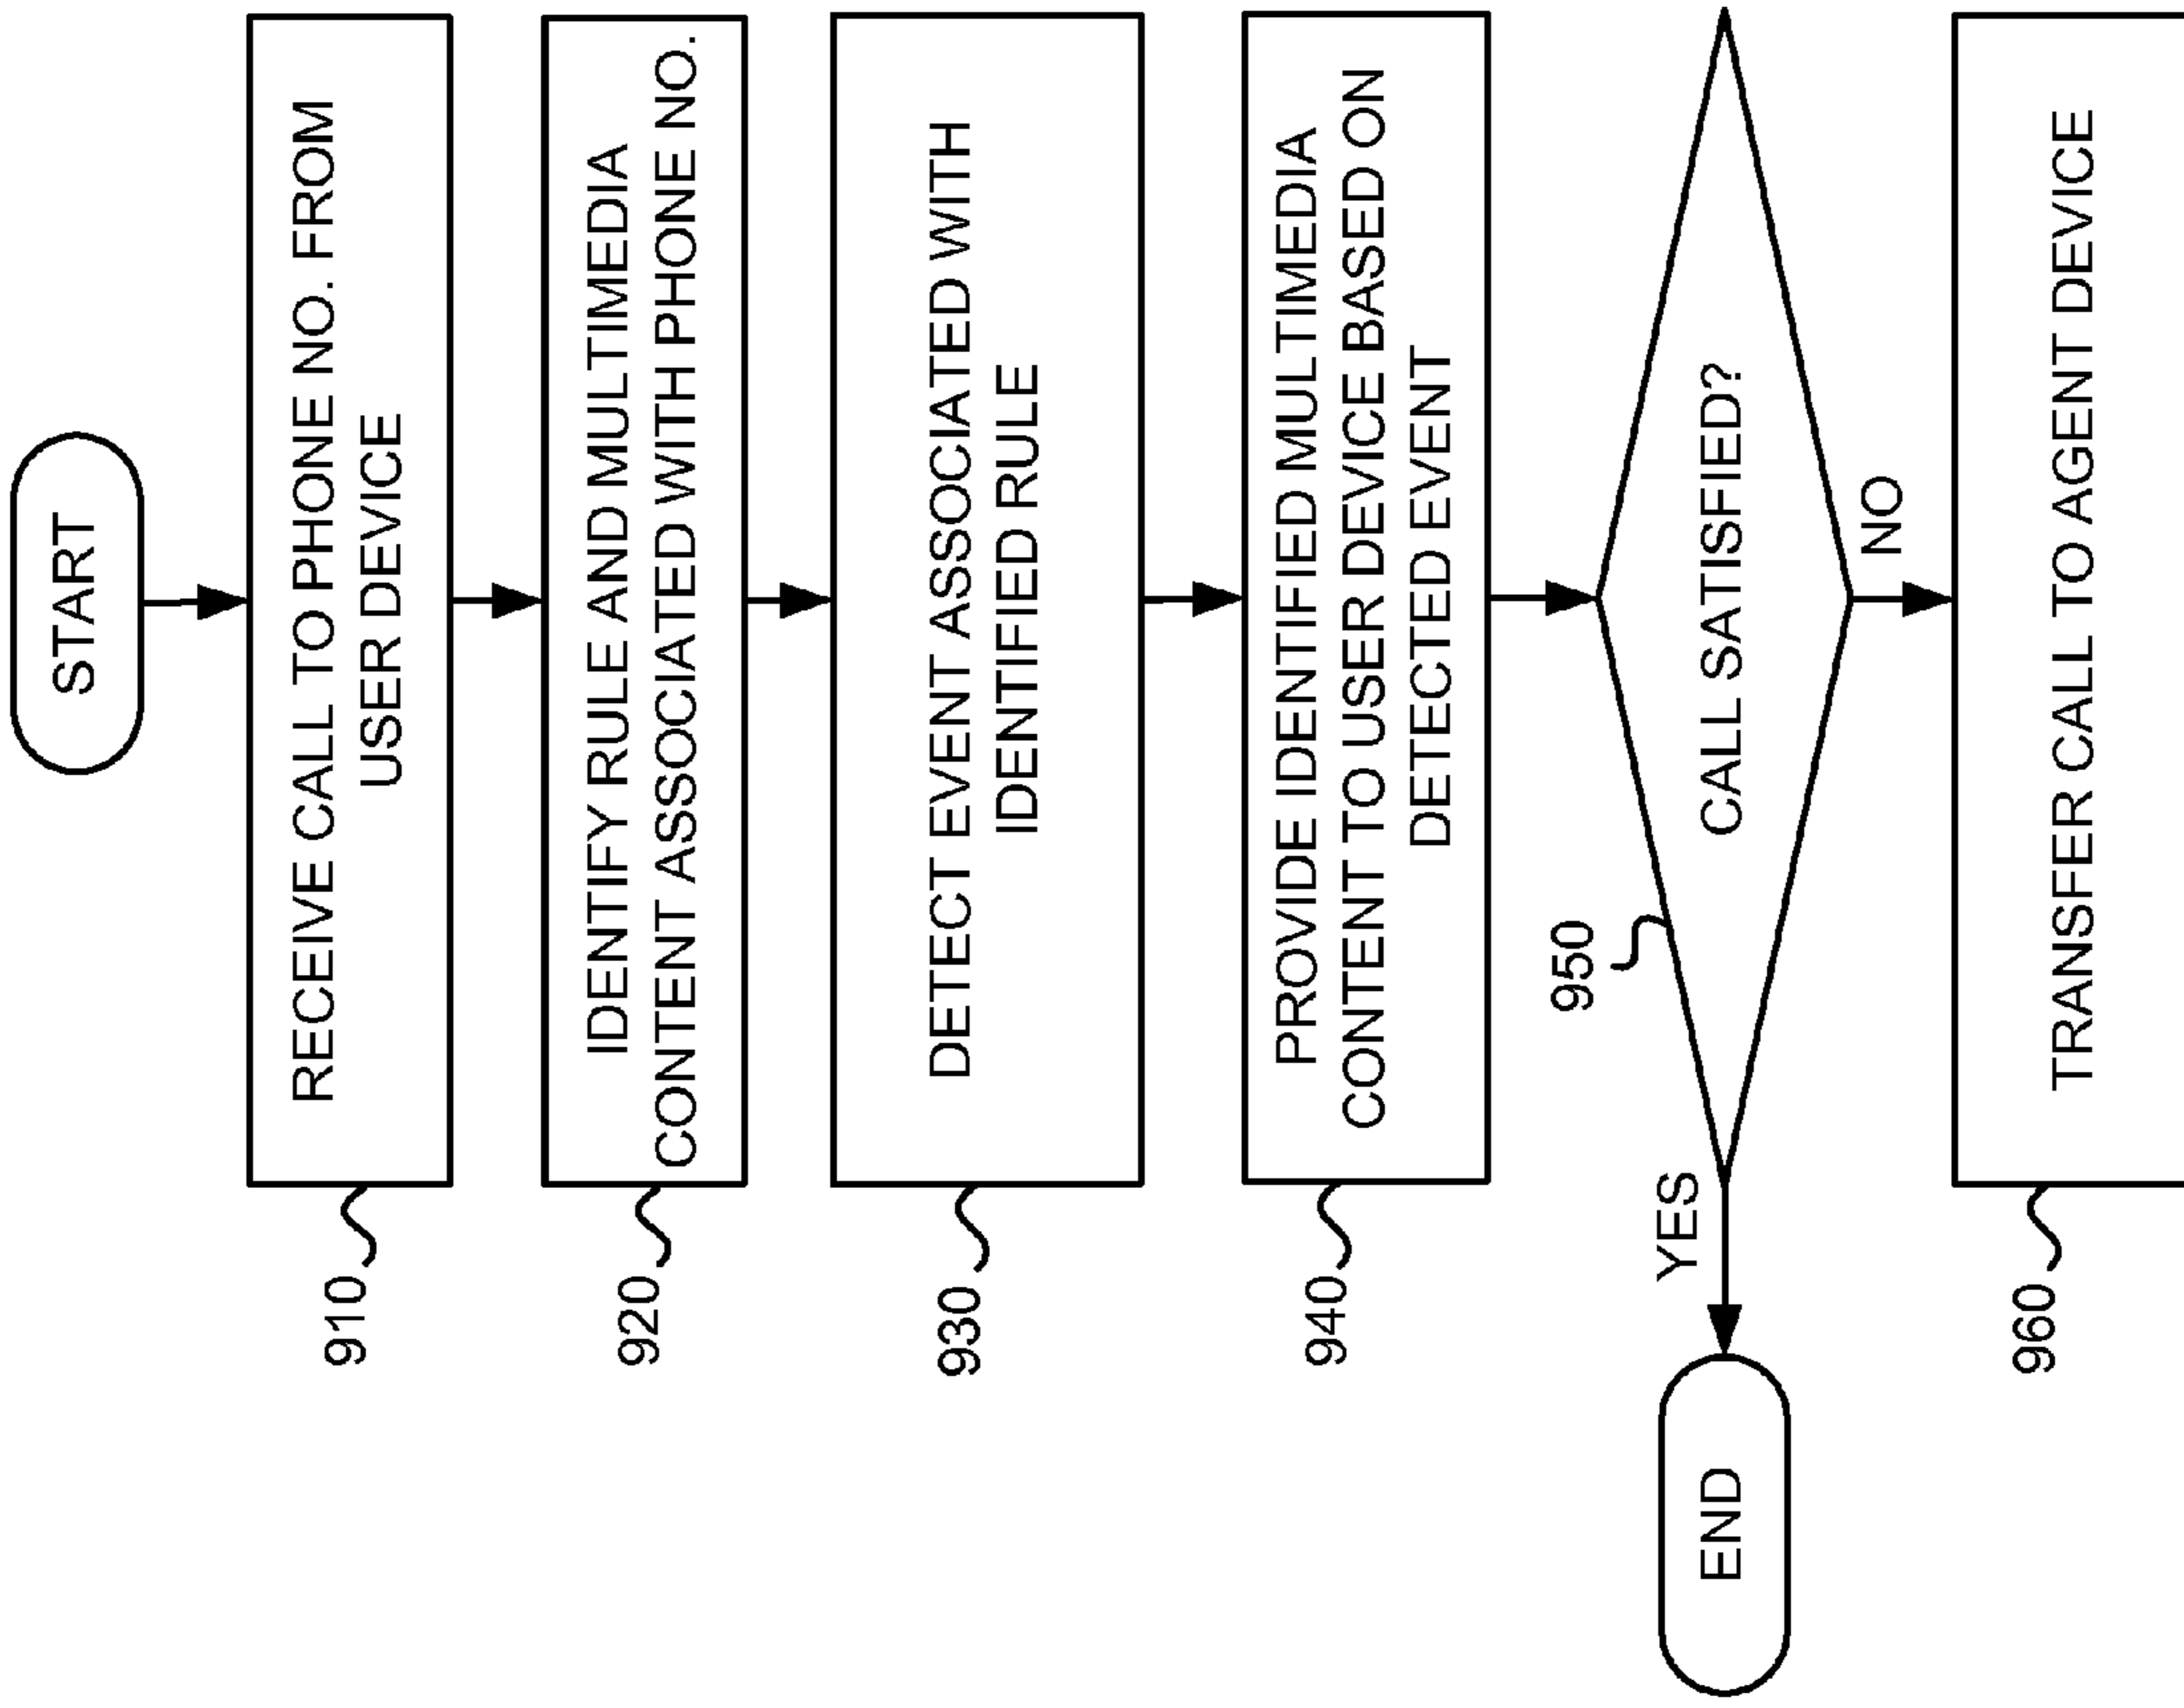 START
910
RECEIVE CALL TO PHONE NO. FROM
USER DEVICE
920
IDENTIFY RULE AND MULTIMEDIA
CONTENT ASSOCIATED WITH PHONE NO.
930
DETECT EVENT ASSOCIATED WITH
IDENTIFIED RULE
940
PROVIDE IDENTIFIED MULTIMEDIA
CONTENT TO USER DEVICE BASED ON
DETECTED EVENT
950
CALL SATISFIED?
YES
END
NO
960
TRANSFER CALL TO AGENT DEVICE